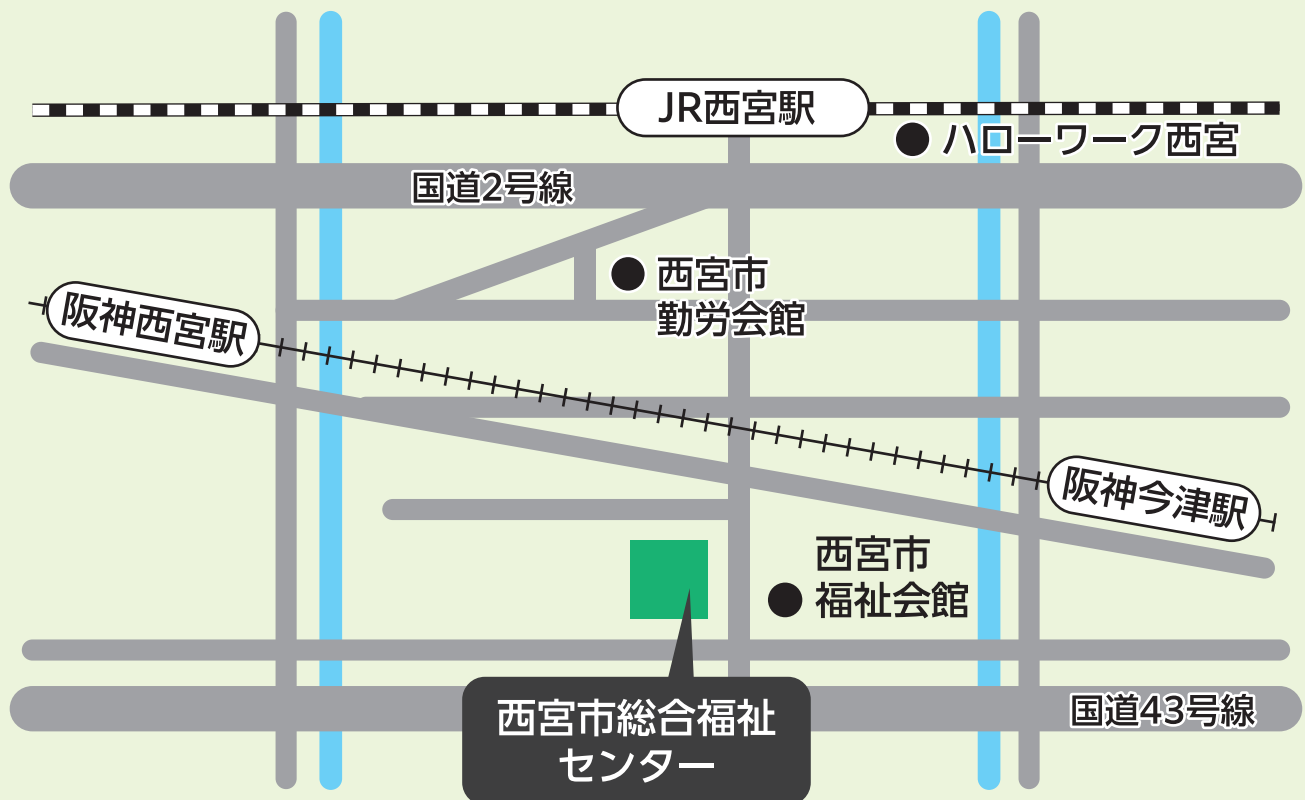 JR西宮駅
ハローワーク西宮
国道2号線
西宮市
勤労会館
阪神西宮駅
阪神今津駅
西宮市
福祉会館
国道43号線
西宮市総合福祉
センター